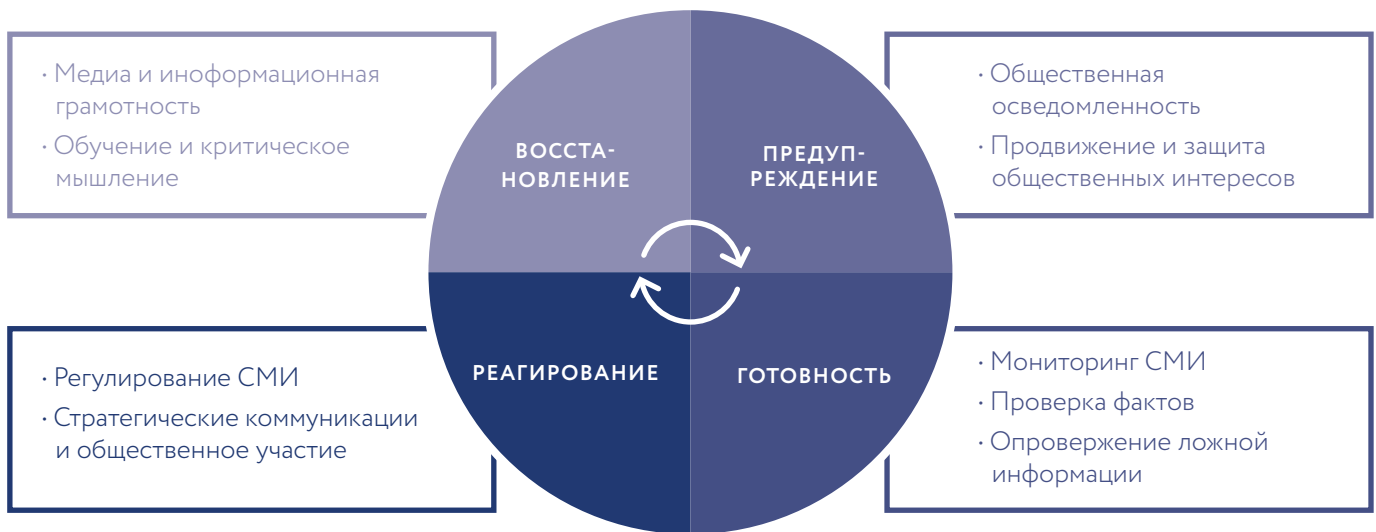 · Медиа и иноформационная
грамотность
· Обучение и критическое
мышление
ВОССТА-
НОВЛЕНИЕ
ПРЕДУП-
РЕЖДЕНИЕ
· Общественная
осведомленность
· Продвижение и защита
общественных интересов
· Регулирование СМИ
· Стратегические коммуникации
и общественное участие
РЕАГИРОВАНИЕ
ГОТОВНОСТЬ
· Мониторинг СМИ
· Проверка фактов
· Опровержение ложной
информации